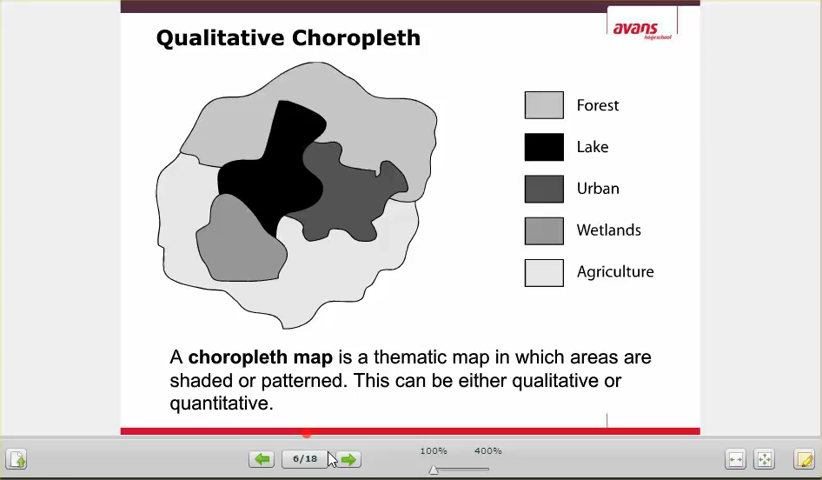 avans
hogeschool
Qualitative Choropleth
Forest
Lake
Urban
Wetlands
Agriculture
A choropleth map is a thematic map in which areas are
shaded or patterned. This can be either qualitative or
quantitative.
6/18
100%
400%